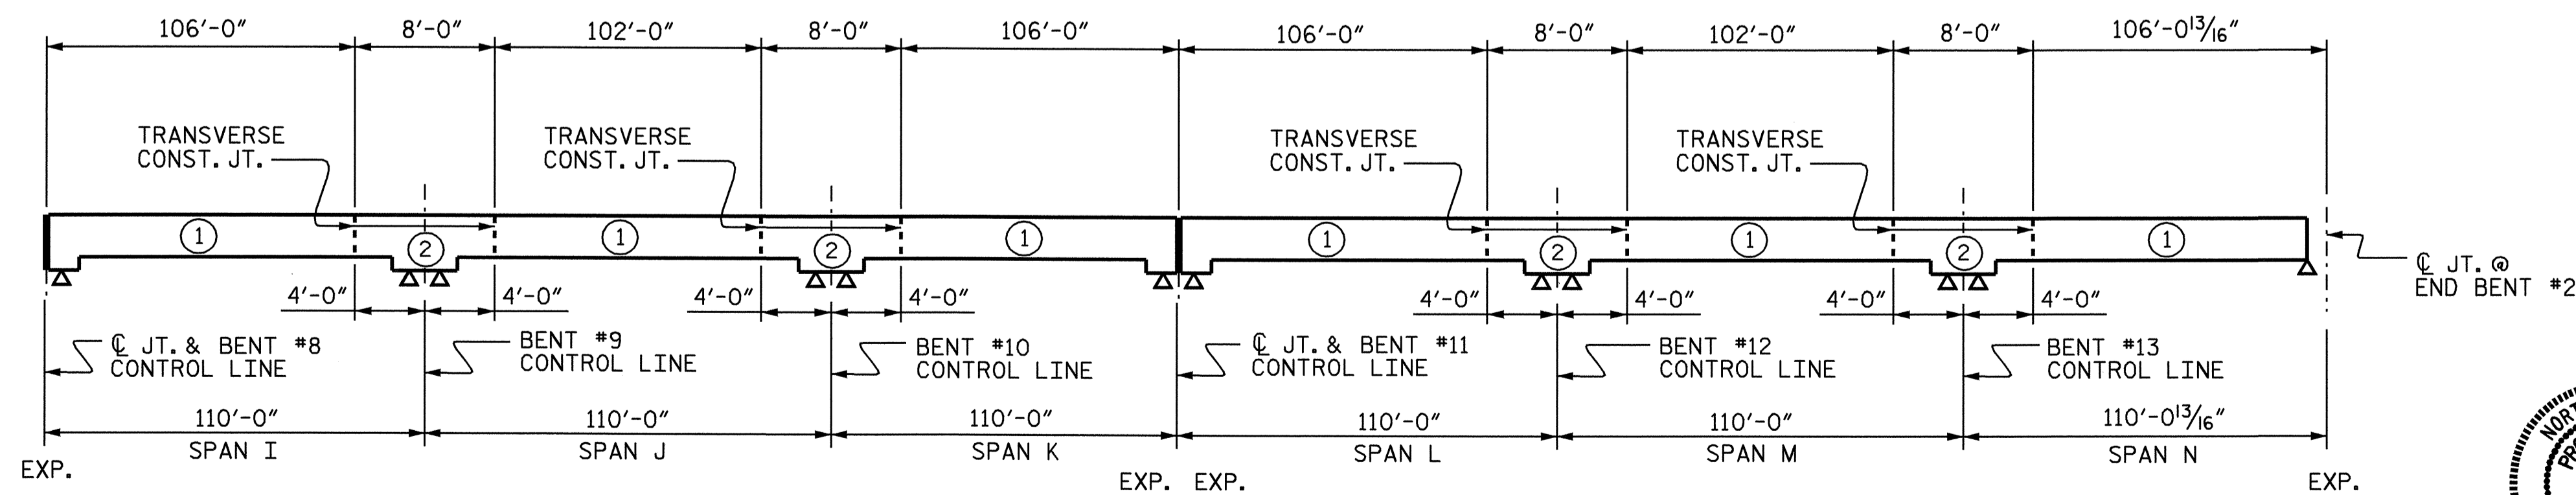 106'-0" 8'-0" 102'-0" 8'-0" 106'-0" 106'-0" 8'-0" 102'-0" 8'-0" 106'-0 13/16"
TRANSVERSE
CONST. JT.
TRANSVERSE
CONST. JT.
TRANSVERSE
CONST. JT.
TRANSVERSE
CONST. JT.
1 2 1 2 1 1 2 1 2 1
4'-0" 4'-0" 4'-0" 4'-0" 4'-0" 4'-0" 4'-0" 4'-0"
℄ JT. @
END BENT #2
℄ JT. & BENT #8
CONTROL LINE
BENT #9
CONTROL LINE
BENT #10
CONTROL LINE
℄ JT. & BENT #11
CONTROL LINE
BENT #12
CONTROL LINE
BENT #13
CONTROL LINE
110'-0" 110'-0" 110'-0" 110'-0" 110'-0" 110'-0 13/16"
SPAN I SPAN J SPAN K SPAN L SPAN M SPAN N
EXP. EXP. EXP. EXP.
NORT
PR